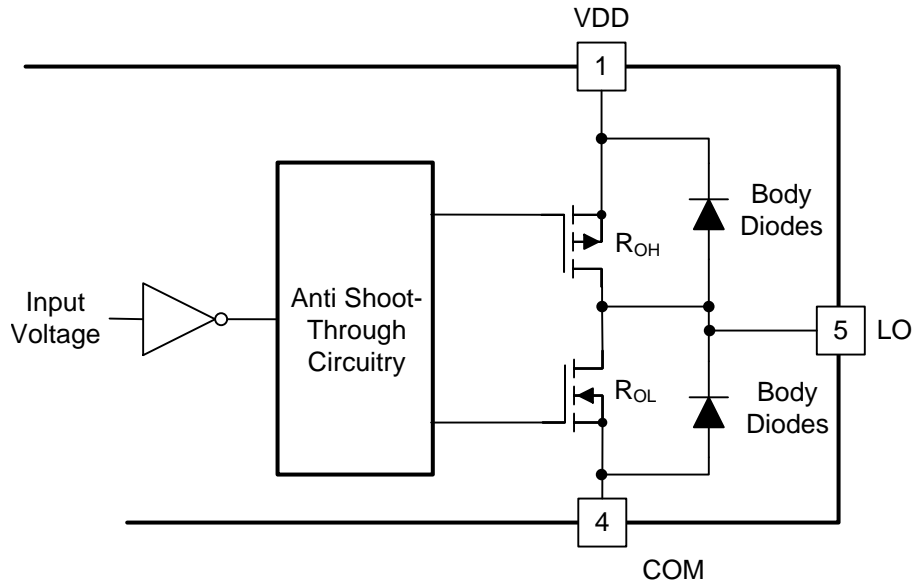 VDD
1
Body
Diodes
ROH
Input
Voltage
Anti Shoot-
Through
Circuitry
5
LO
ROL
Body
Diodes
4
COM